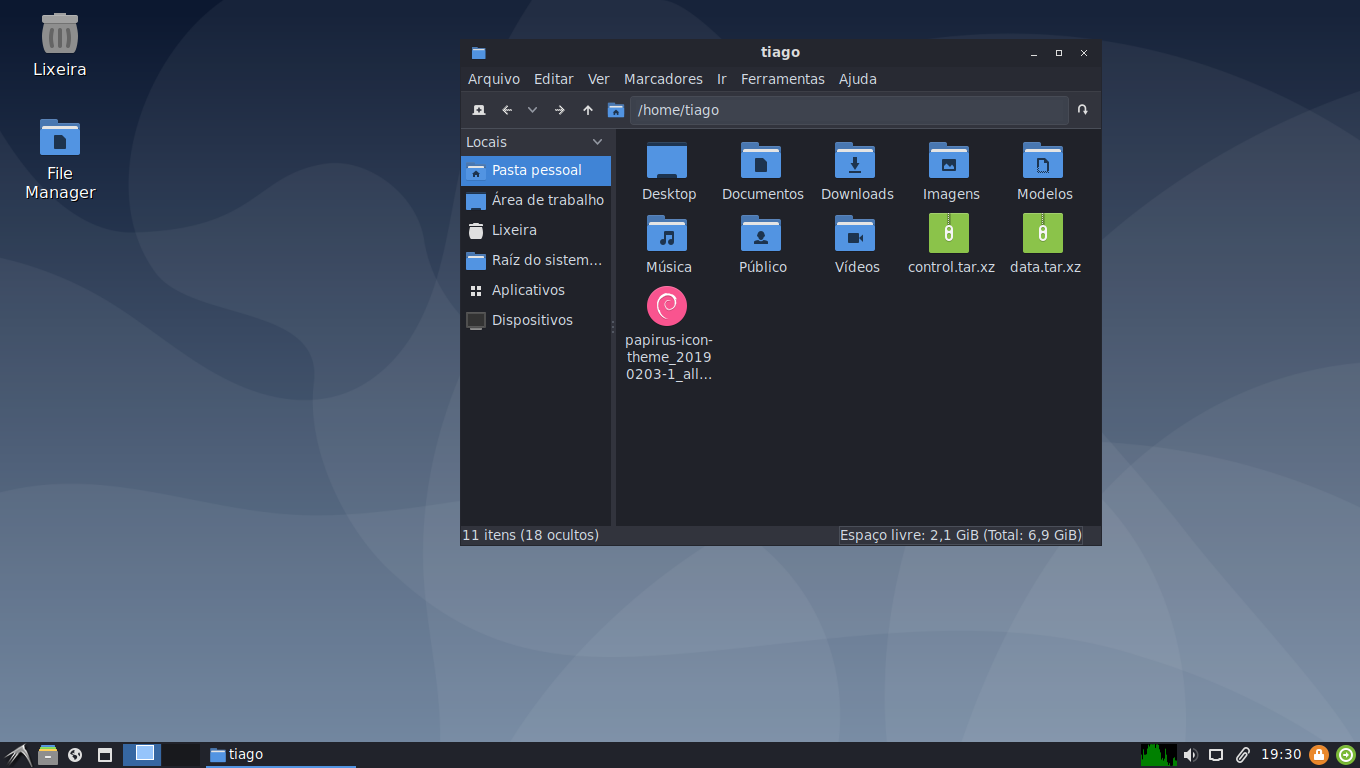 Lixeira
File
Manager
tiago
Arquivo Editar Ver Marcadores Ir Ferramentas Ajuda
/home/tiago
Locais
Pasta pessoal
Área de trabalho
Lixeira
Raíz do sistem...
Aplicativos
Dispositivos
Desktop Documentos Downloads Imagens Modelos
Música Público Vídeos control.tar.xz data.tar.xz
papirus-icon-
theme_2019
0203-1_all...
11 itens (18 ocultos)
Espaço livre: 2,1 GiB (Total: 6,9 GiB)
tiago
19:30